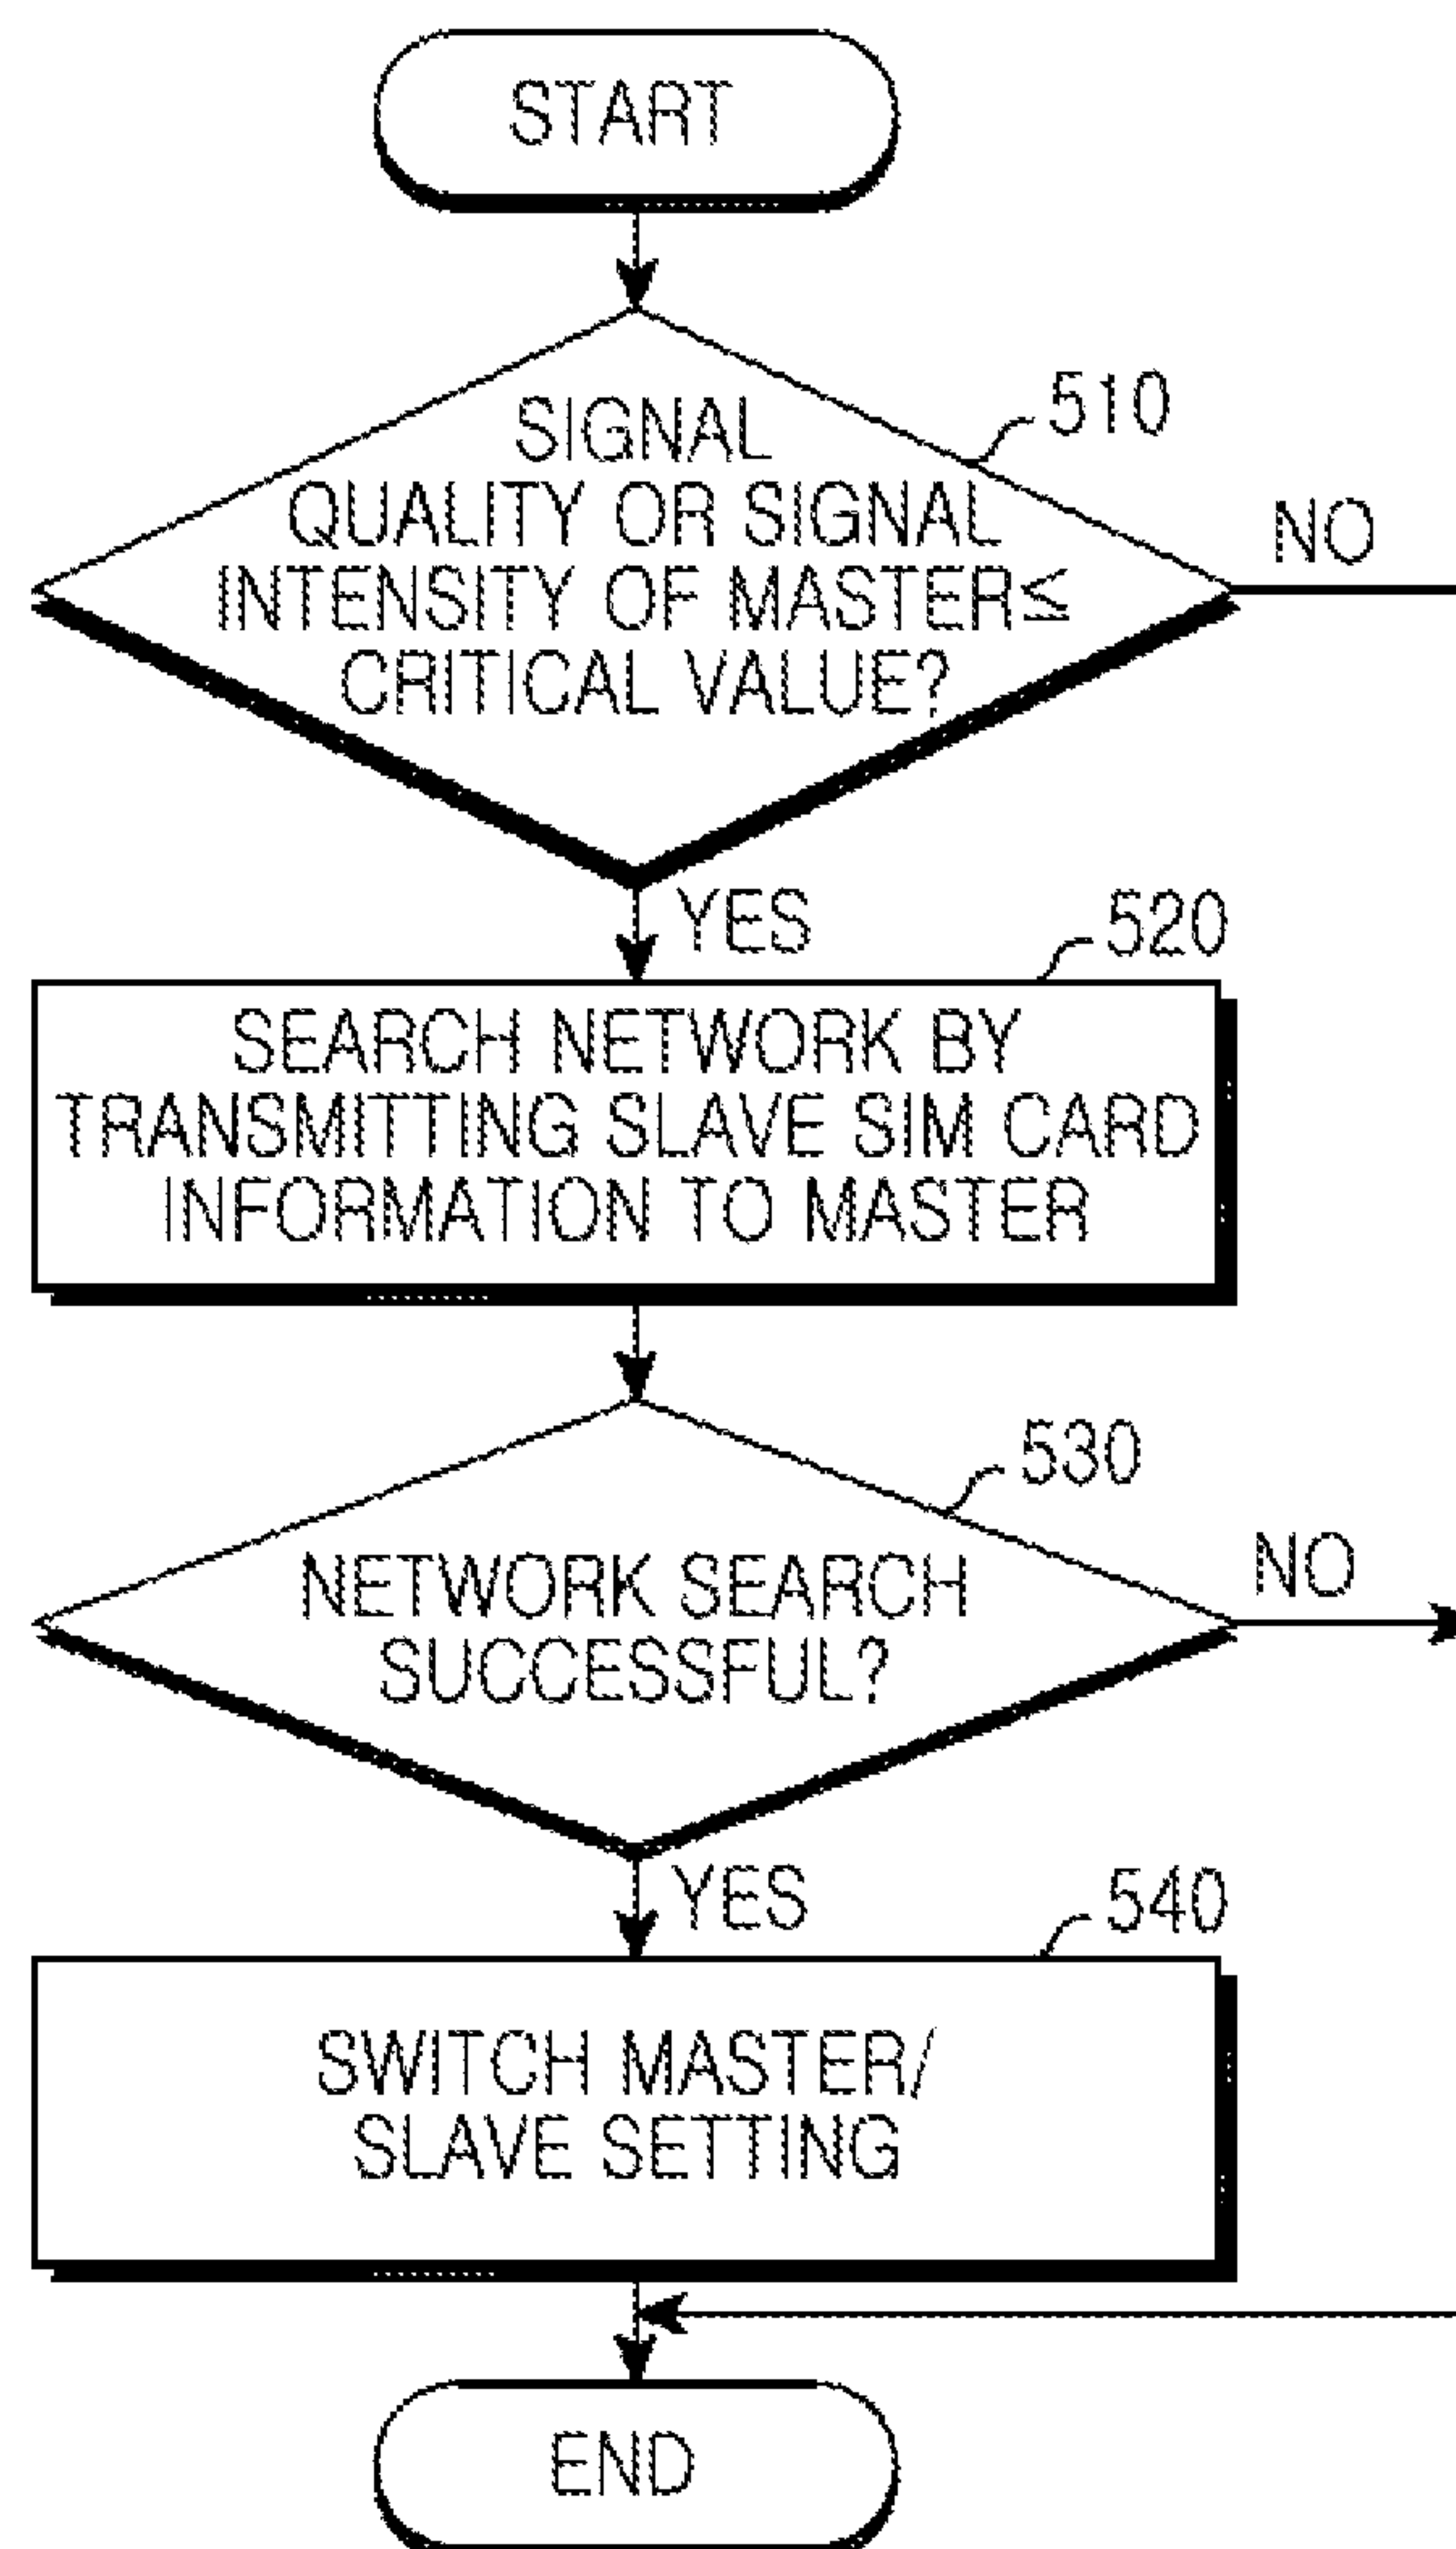 START
510
SIGNAL
QUALITY OR SIGNAL
INTENSITY OF MASTER≦
CRITICAL VALUE?
NO
YES
520
SEARCH NETWORK BY
TRANSMITTING SLAVE SIM CARD
INFORMATION TO MASTER
530
NETWORK SEARCH
SUCCESSFUL?
NO
YES
540
SWITCH MASTER/
SLAVE SETTING
END